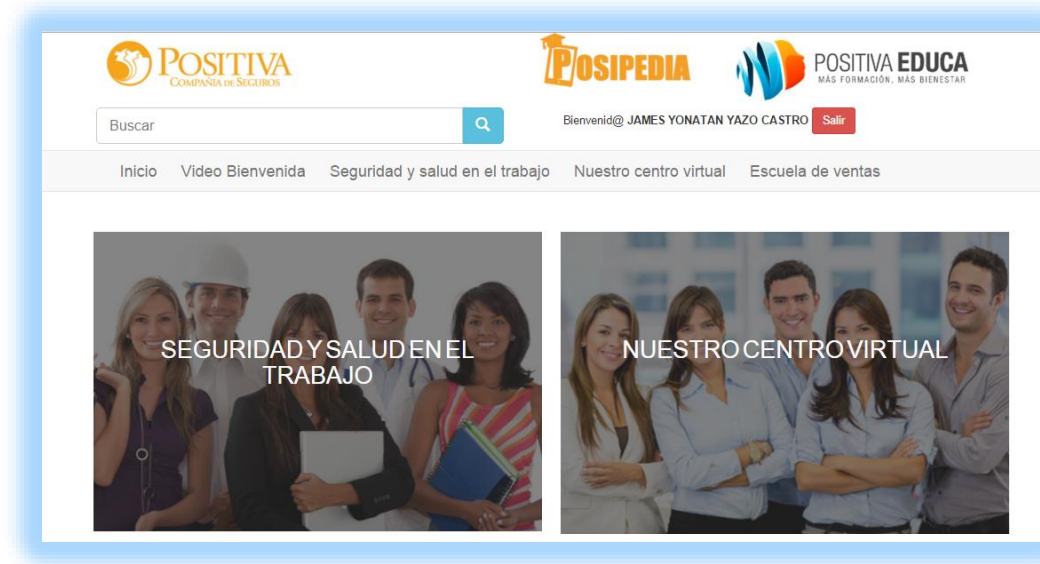 POSITIVA
COMPAÑIA DE SEGUROS
POSIPEDIA
POSITIVA EDUCA
MÁS FORMACIÓN, MÁS BIENESTAR
Buscar
Bienvenid@ JAMES YONATAN YAZO CASTRO Salir
Inicio Video Bienvenida Seguridad y salud en el trabajo Nuestro centro virtual Escuela de ventas
SEGURIDAD Y SALUD EN EL
TRABAJO
NUESTRO CENTRO VIRTUAL